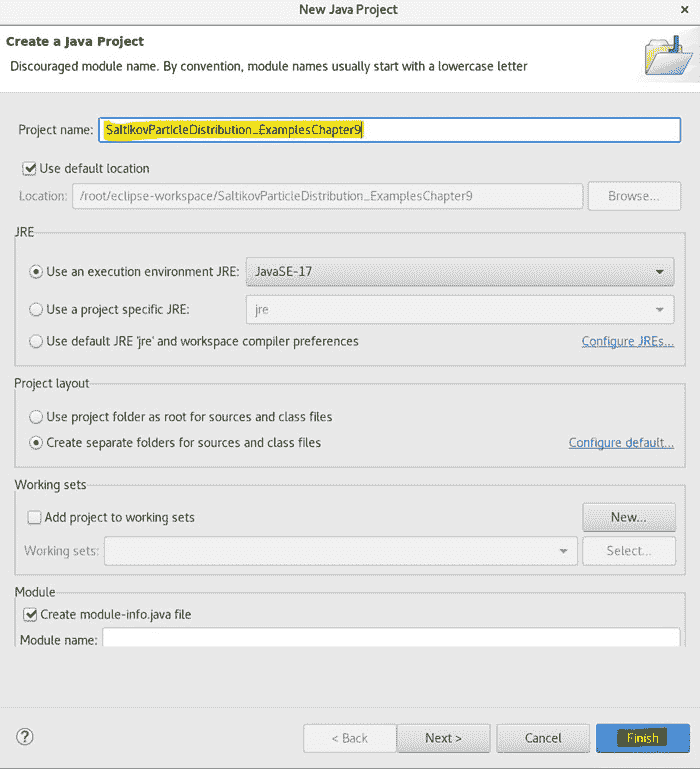 New Java Project
Create a Java Project
Discouraged module name. By convention, module names usually start with a lowercase letter
Project name: SaltikovParticleDistribution_ExamplesChapter9
Use default location
Location: /root/eclipse-workspace/SaltikovParticleDistribution_ExamplesChapter9 Browse...
JRE
Use an execution environment JRE: JavaSE-17
Use a project specific JRE: jre
Use default JRE 'jre' and workspace compiler preferences Configure JREs...
Project layout
Use project folder as root for sources and class files
Create separate folders for sources and class files Configure default...
Working sets
Add project to working sets New...
Working sets: Select...
Module
Create module-info.java file
Module name:
? < Back Next > Cancel Finish